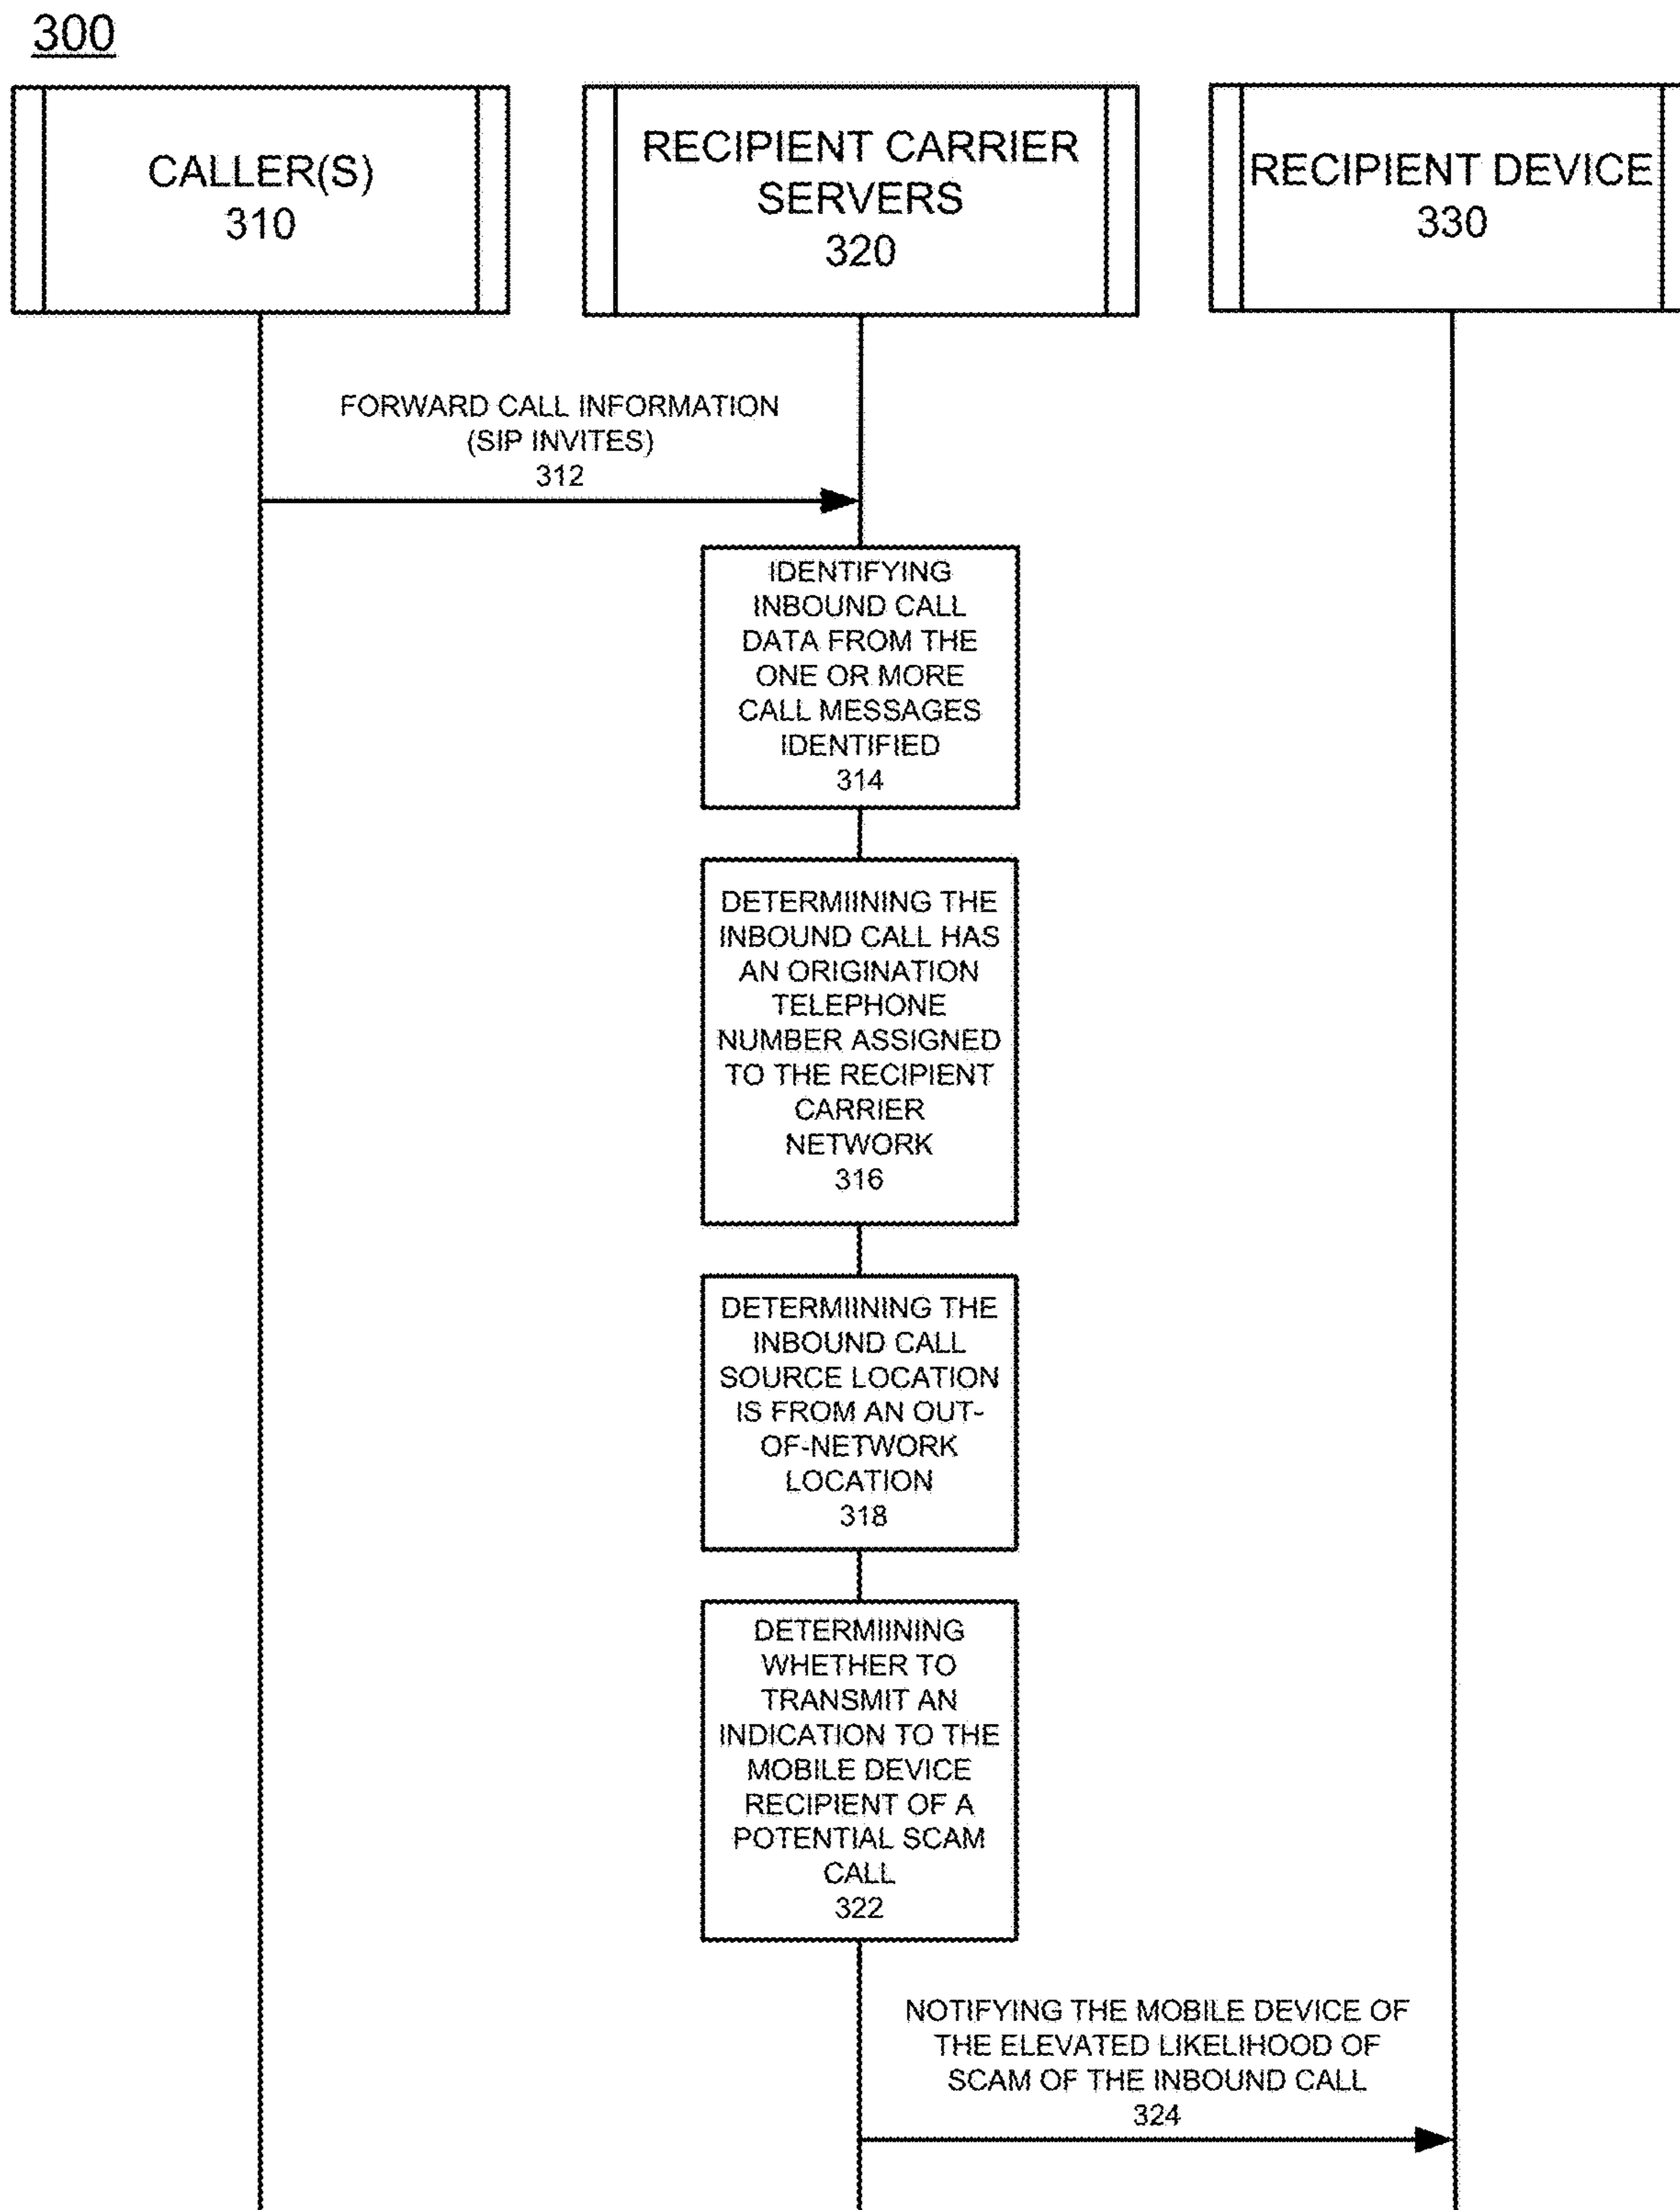 300
CALLER(S)
310
RECIPIENT CARRIER
SERVERS
320
RECIPIENT DEVICE
330
FORWARD CALL INFORMATION
(SIP INVITES)
312
IDENTIFYING
INBOUND CALL
DATA FROM THE
ONE OR MORE
CALL MESSAGES
IDENTIFIED
314
DETERMIINING THE
INBOUND CALL HAS
AN ORIGINATION
TELEPHONE
NUMBER ASSIGNED
TO THE RECIPIENT
CARRIER
NETWORK
316
DETERMIINING THE
INBOUND CALL
SOURCE LOCATION
IS FROM AN OUT-
OF-NETWORK
LOCATION
318
DETERMIINING
WHETHER TO
TRANSMIT AN
INDICATION TO THE
MOBILE DEVICE
RECIPIENT OF A
POTENTIAL SCAM
CALL
322
NOTIFYING THE MOBILE DEVICE OF
THE ELEVATED LIKELIHOOD OF
SCAM OF THE INBOUND CALL
324